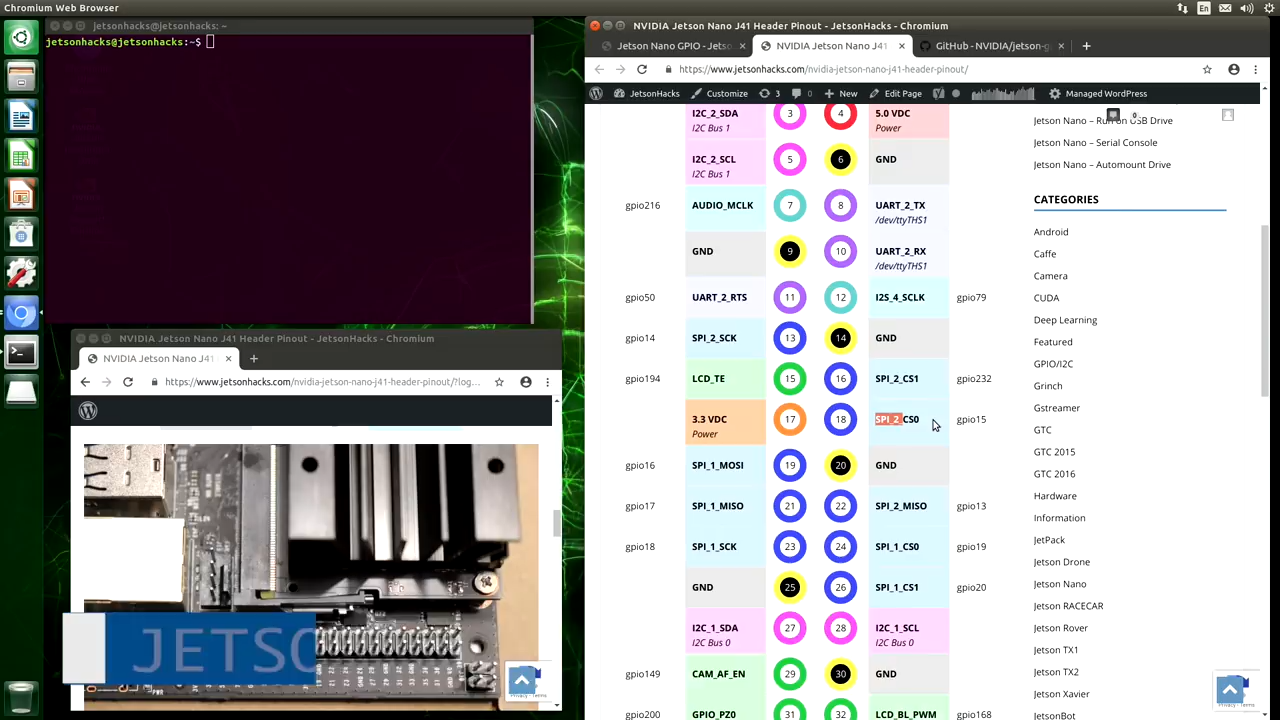 Chromium Web Browser
En
jetsonhacks@jetsonhacks: ~
jetsonhacks@jetsonhacks:~$
NVIDIA Jetson Nano J41 Header Pinout - JetsonHacks - Chromium
Jetson Nano GPIO - Jetso
NVIDIA Jetson Nano J41
GitHub - NVIDIA/jetson-g
https://www.jetsonhacks.com/nvidia-jetson-nano-j41-header-pinout/
JetsonHacks
Customize
3
0
New
Edit Page
Managed WordPress
I2C_2_SDA 3 4 5.0 VDC
I2C Bus 1 Power
I2C_2_SCL 5 6 GND
I2C Bus 1
gpio216 AUDIO_MCLK 7 8 UART_2_TX
/dev/ttyTHS1
GND 9 10 UART_2_RX
/dev/ttyTHS1
gpio50 UART_2_RTS 11 12 I2S_4_SCLK gpio79
gpio14 SPI_2_SCK 13 14 GND
gpio194 LCD_TE 15 16 SPI_2_CS1 gpio232
3.3 VDC 17 18 SPI_2_CS0 gpio15
Power
gpio16 SPI_1_MOSI 19 20 GND
gpio17 SPI_1_MISO 21 22 SPI_2_MISO gpio13
gpio18 SPI_1_SCK 23 24 SPI_1_CS0 gpio19
GND 25 26 SPI_1_CS1 gpio20
I2C_1_SDA 27 28 I2C_1_SCL
I2C Bus 0 I2C Bus 0
gpio149 CAM_AF_EN 29 30 GND
gpio200 GPIO_PZ0 31 32 LCD_BL_PWM gpio168
Jetson Nano – Run on USB Drive
Jetson Nano – Serial Console
Jetson Nano – Automount Drive
CATEGORIES
Android
Caffe
Camera
CUDA
Deep Learning
Featured
GPIO/I2C
Grinch
Gstreamer
GTC
GTC 2015
GTC 2016
Hardware
Information
JetPack
Jetson Drone
Jetson Nano
Jetson RACECAR
Jetson Rover
Jetson TX1
Jetson TX2
Jetson Xavier
JetsonBot
Privacy - Terms
NVIDIA Jetson Nano J41 Header Pinout - JetsonHacks - Chromium
NVIDIA Jetson Nano J41
https://www.jetsonhacks.com/nvidia-jetson-nano-j41-header-pinout/?log...
JETSO
Privacy - Terms